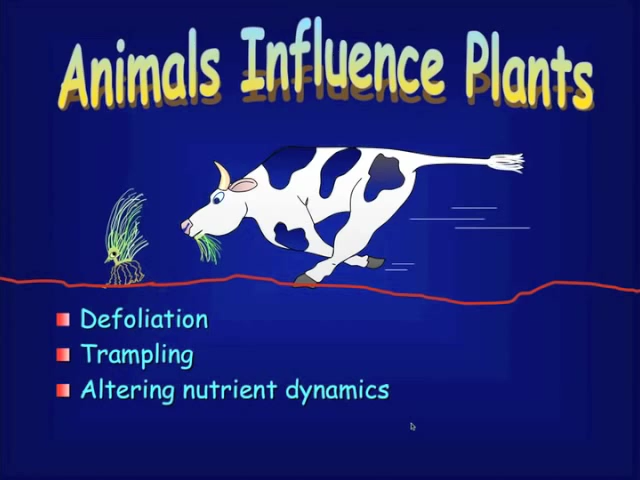 Animals Influence Plants
Defoliation
Trampling
Altering nutrient dynamics